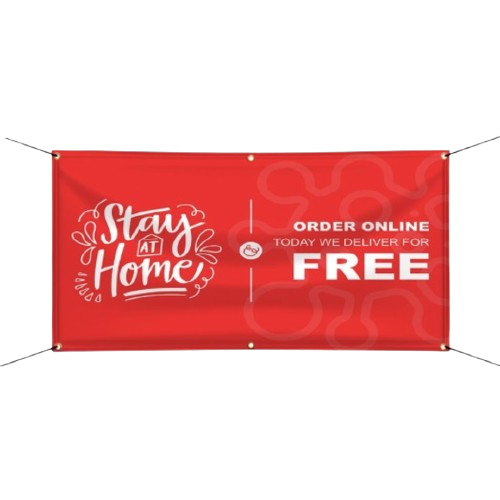 Stay
AT
Home
ORDER ONLINE
TODAY WE DELIVER FOR
FREE